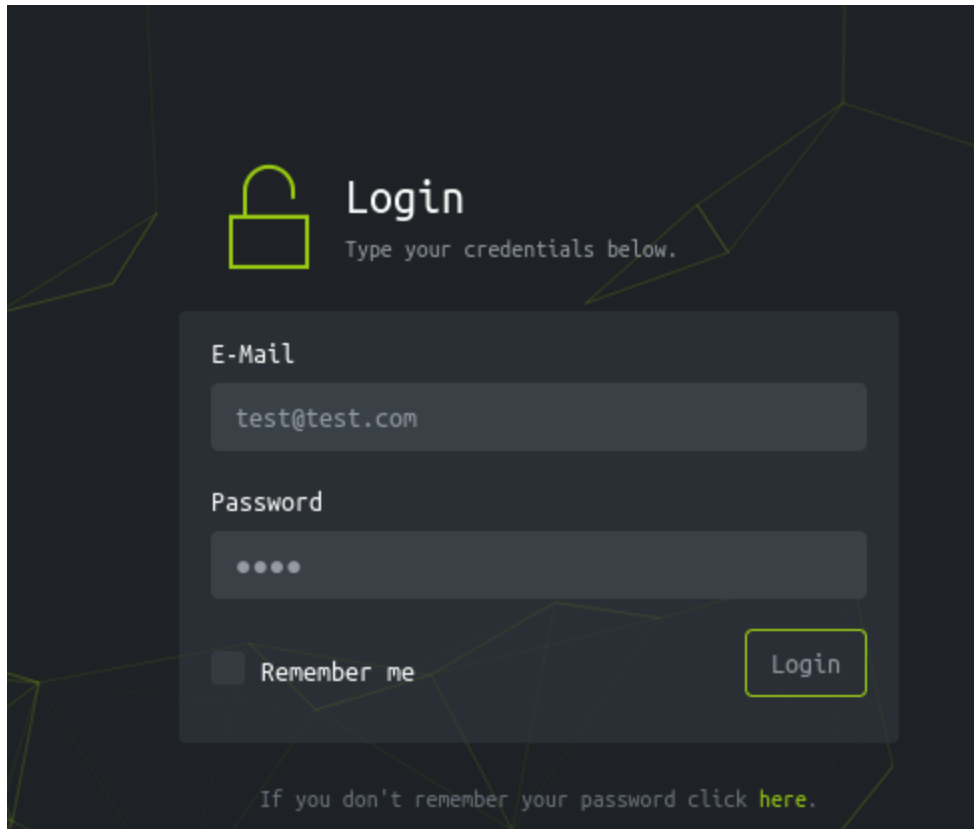 Login
Type your credentials below.
E-Mail
test@test.com
Password
••••
Remember me
Login
If you don't remember your password click here.